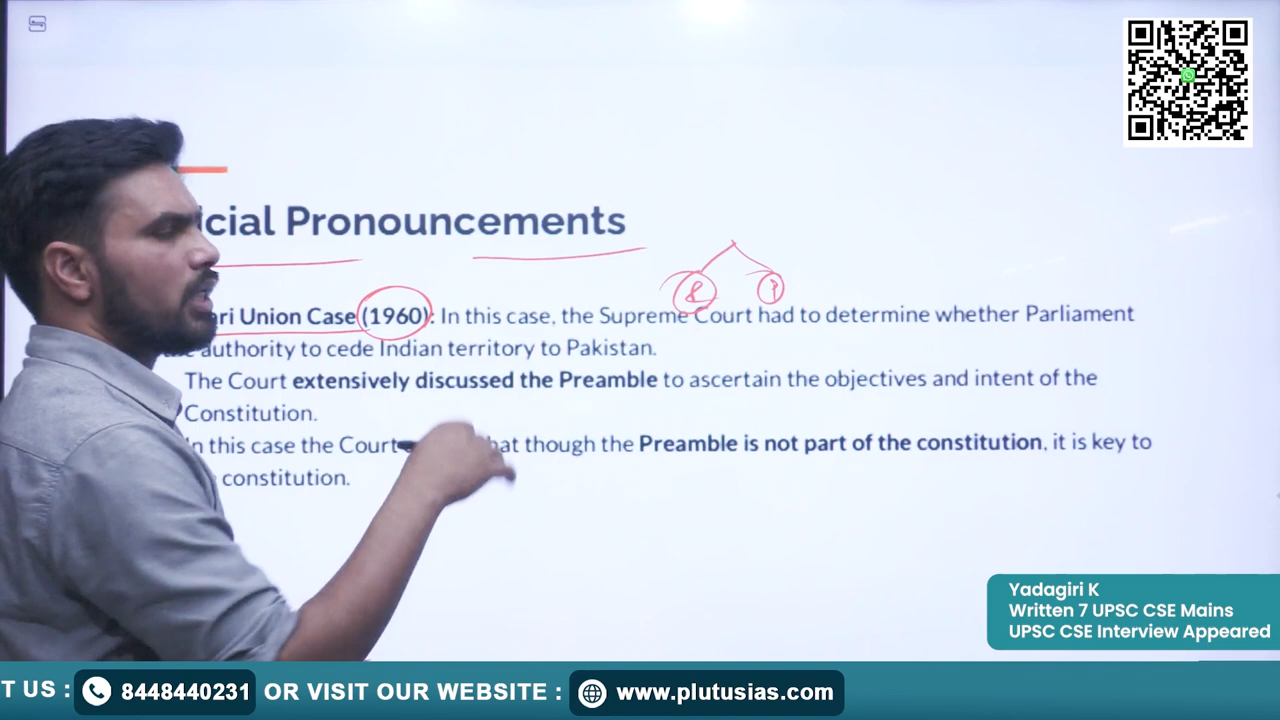 icial Pronouncements
ari Union Case (1960): In this case, the Supreme Court had to determine whether Parliament
authority to cede Indian territory to Pakistan.
The Court extensively discussed the Preamble to ascertain the objectives and intent of the
Constitution.
In this case the Court hat though the Preamble is not part of the constitution, it is key to
constitution.
Yadagiri K
Written 7 UPSC CSE Mains
UPSC CSE Interview Appeared
T US : 8448440231 OR VISIT OUR WEBSITE : www.plutusias.com